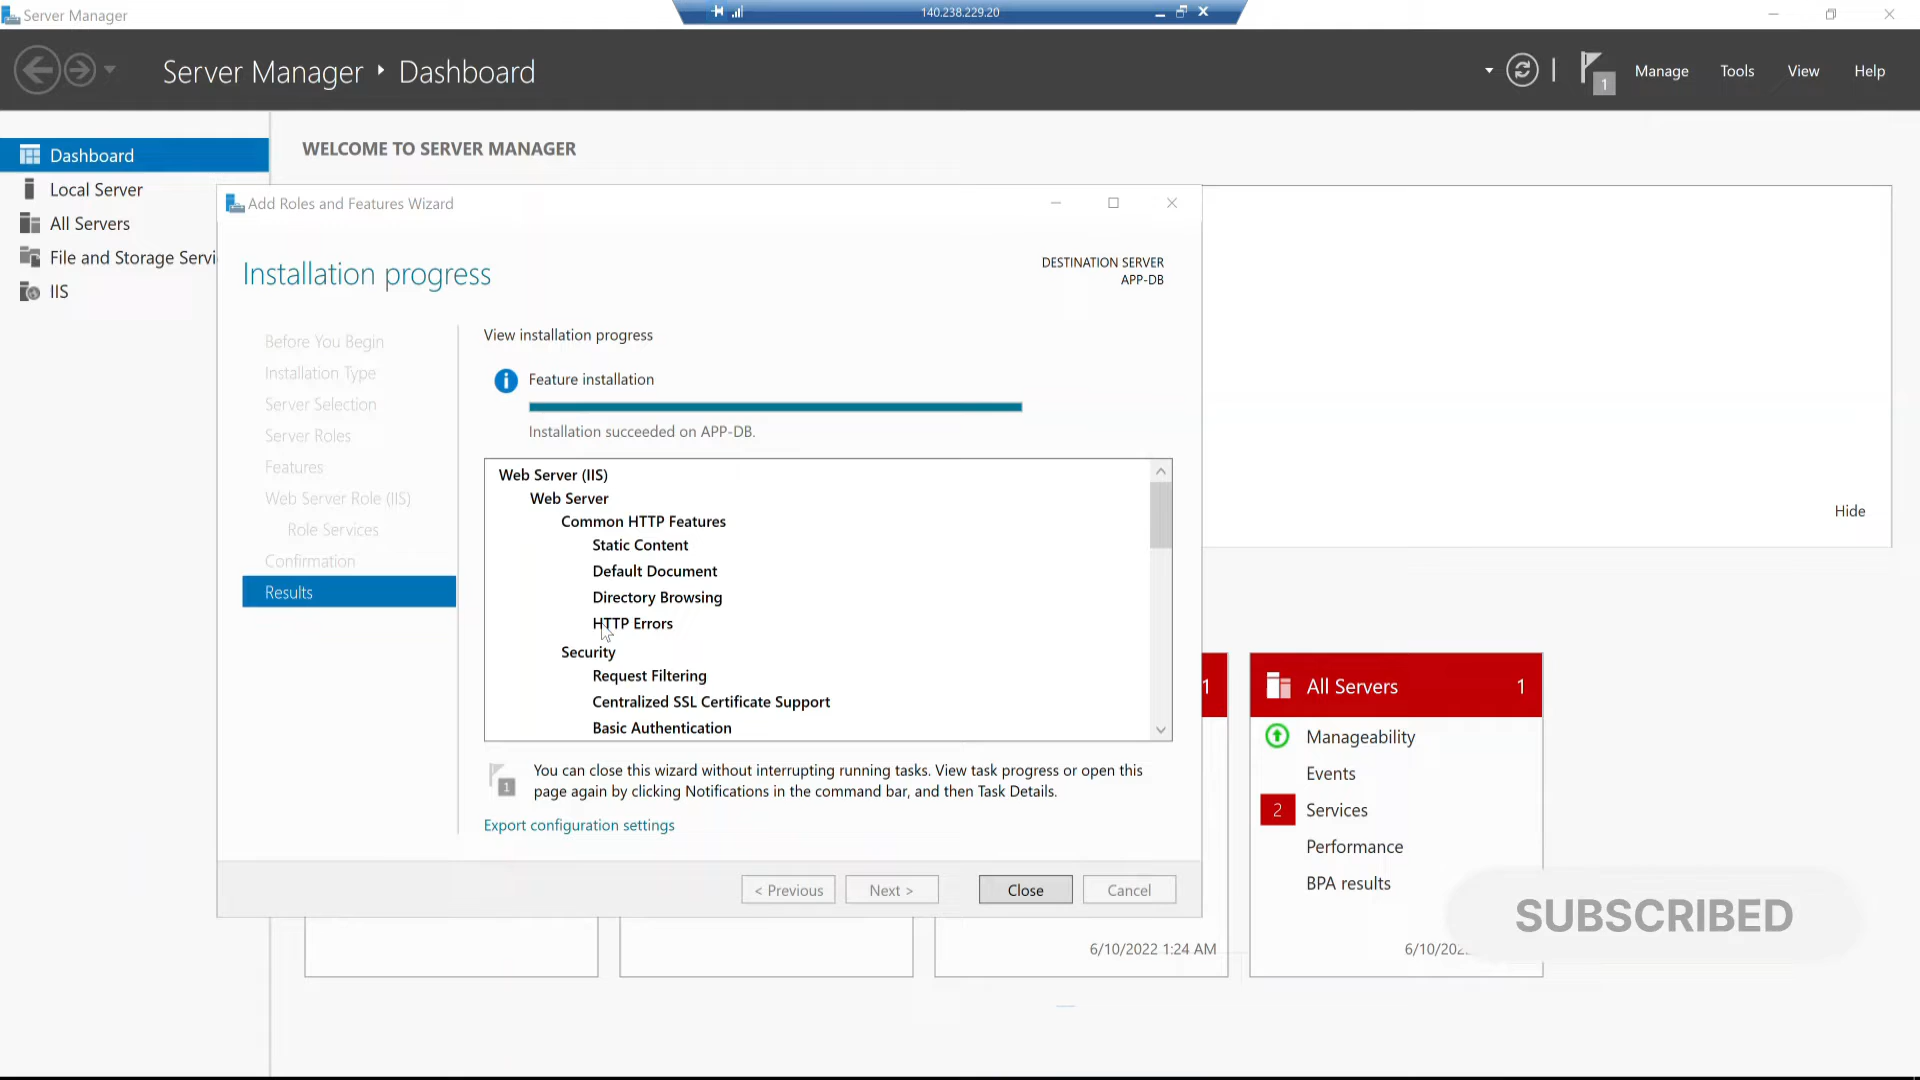 Server Manager
140.238.229.20
Server Manager
Dashboard
1
Manage
Tools
View
Help
Dashboard
Local Server
All Servers
File and Storage Servi
IIS
WELCOME TO SERVER MANAGER
Add Roles and Features Wizard
Installation progress
DESTINATION SERVER
APP-DB
Before You Begin
Installation Type
Server Selection
Server Roles
Features
Web Server Role (IIS)
Role Services
Confirmation
Results
View installation progress
Feature installation
Installation succeeded on APP-DB.
Web Server (IIS)
Web Server
Common HTTP Features
Static Content
Default Document
Directory Browsing
HTTP Errors
Security
Request Filtering
Centralized SSL Certificate Support
Basic Authentication
1
You can close this wizard without interrupting running tasks. View task progress or open this
page again by clicking Notifications in the command bar, and then Task Details.
Export configuration settings
< Previous
Next >
Close
Cancel
Hide
1
All Servers 1
Manageability
Events
2 Services
Performance
BPA results
6/10/2022 1:24 AM
6/10/202
SUBSCRIBED